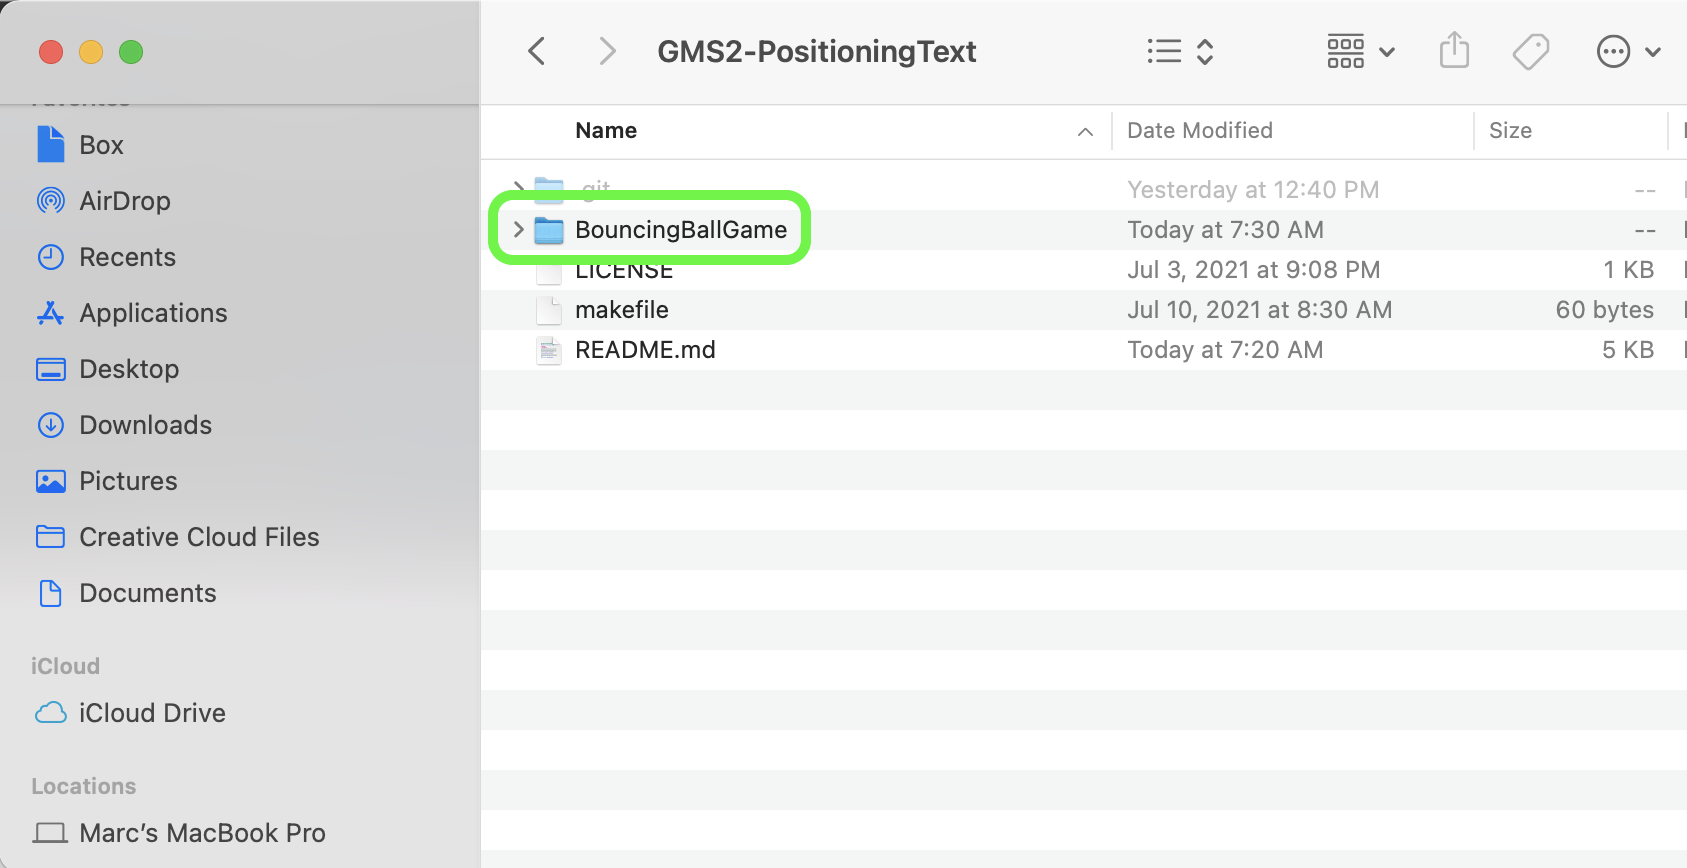 GMS2-PositioningText
Favorites
Box
AirDrop
Recents
Applications
Desktop
Downloads
Pictures
Creative Cloud Files
Documents
iCloud
iCloud Drive
Locations
Marc’s MacBook Pro
Name Date Modified Size
.git Yesterday at 12:40 PM --
BouncingBallGame Today at 7:30 AM --
LICENSE Jul 3, 2021 at 9:08 PM 1 KB
makefile Jul 10, 2021 at 8:30 AM 60 bytes
README.md Today at 7:20 AM 5 KB